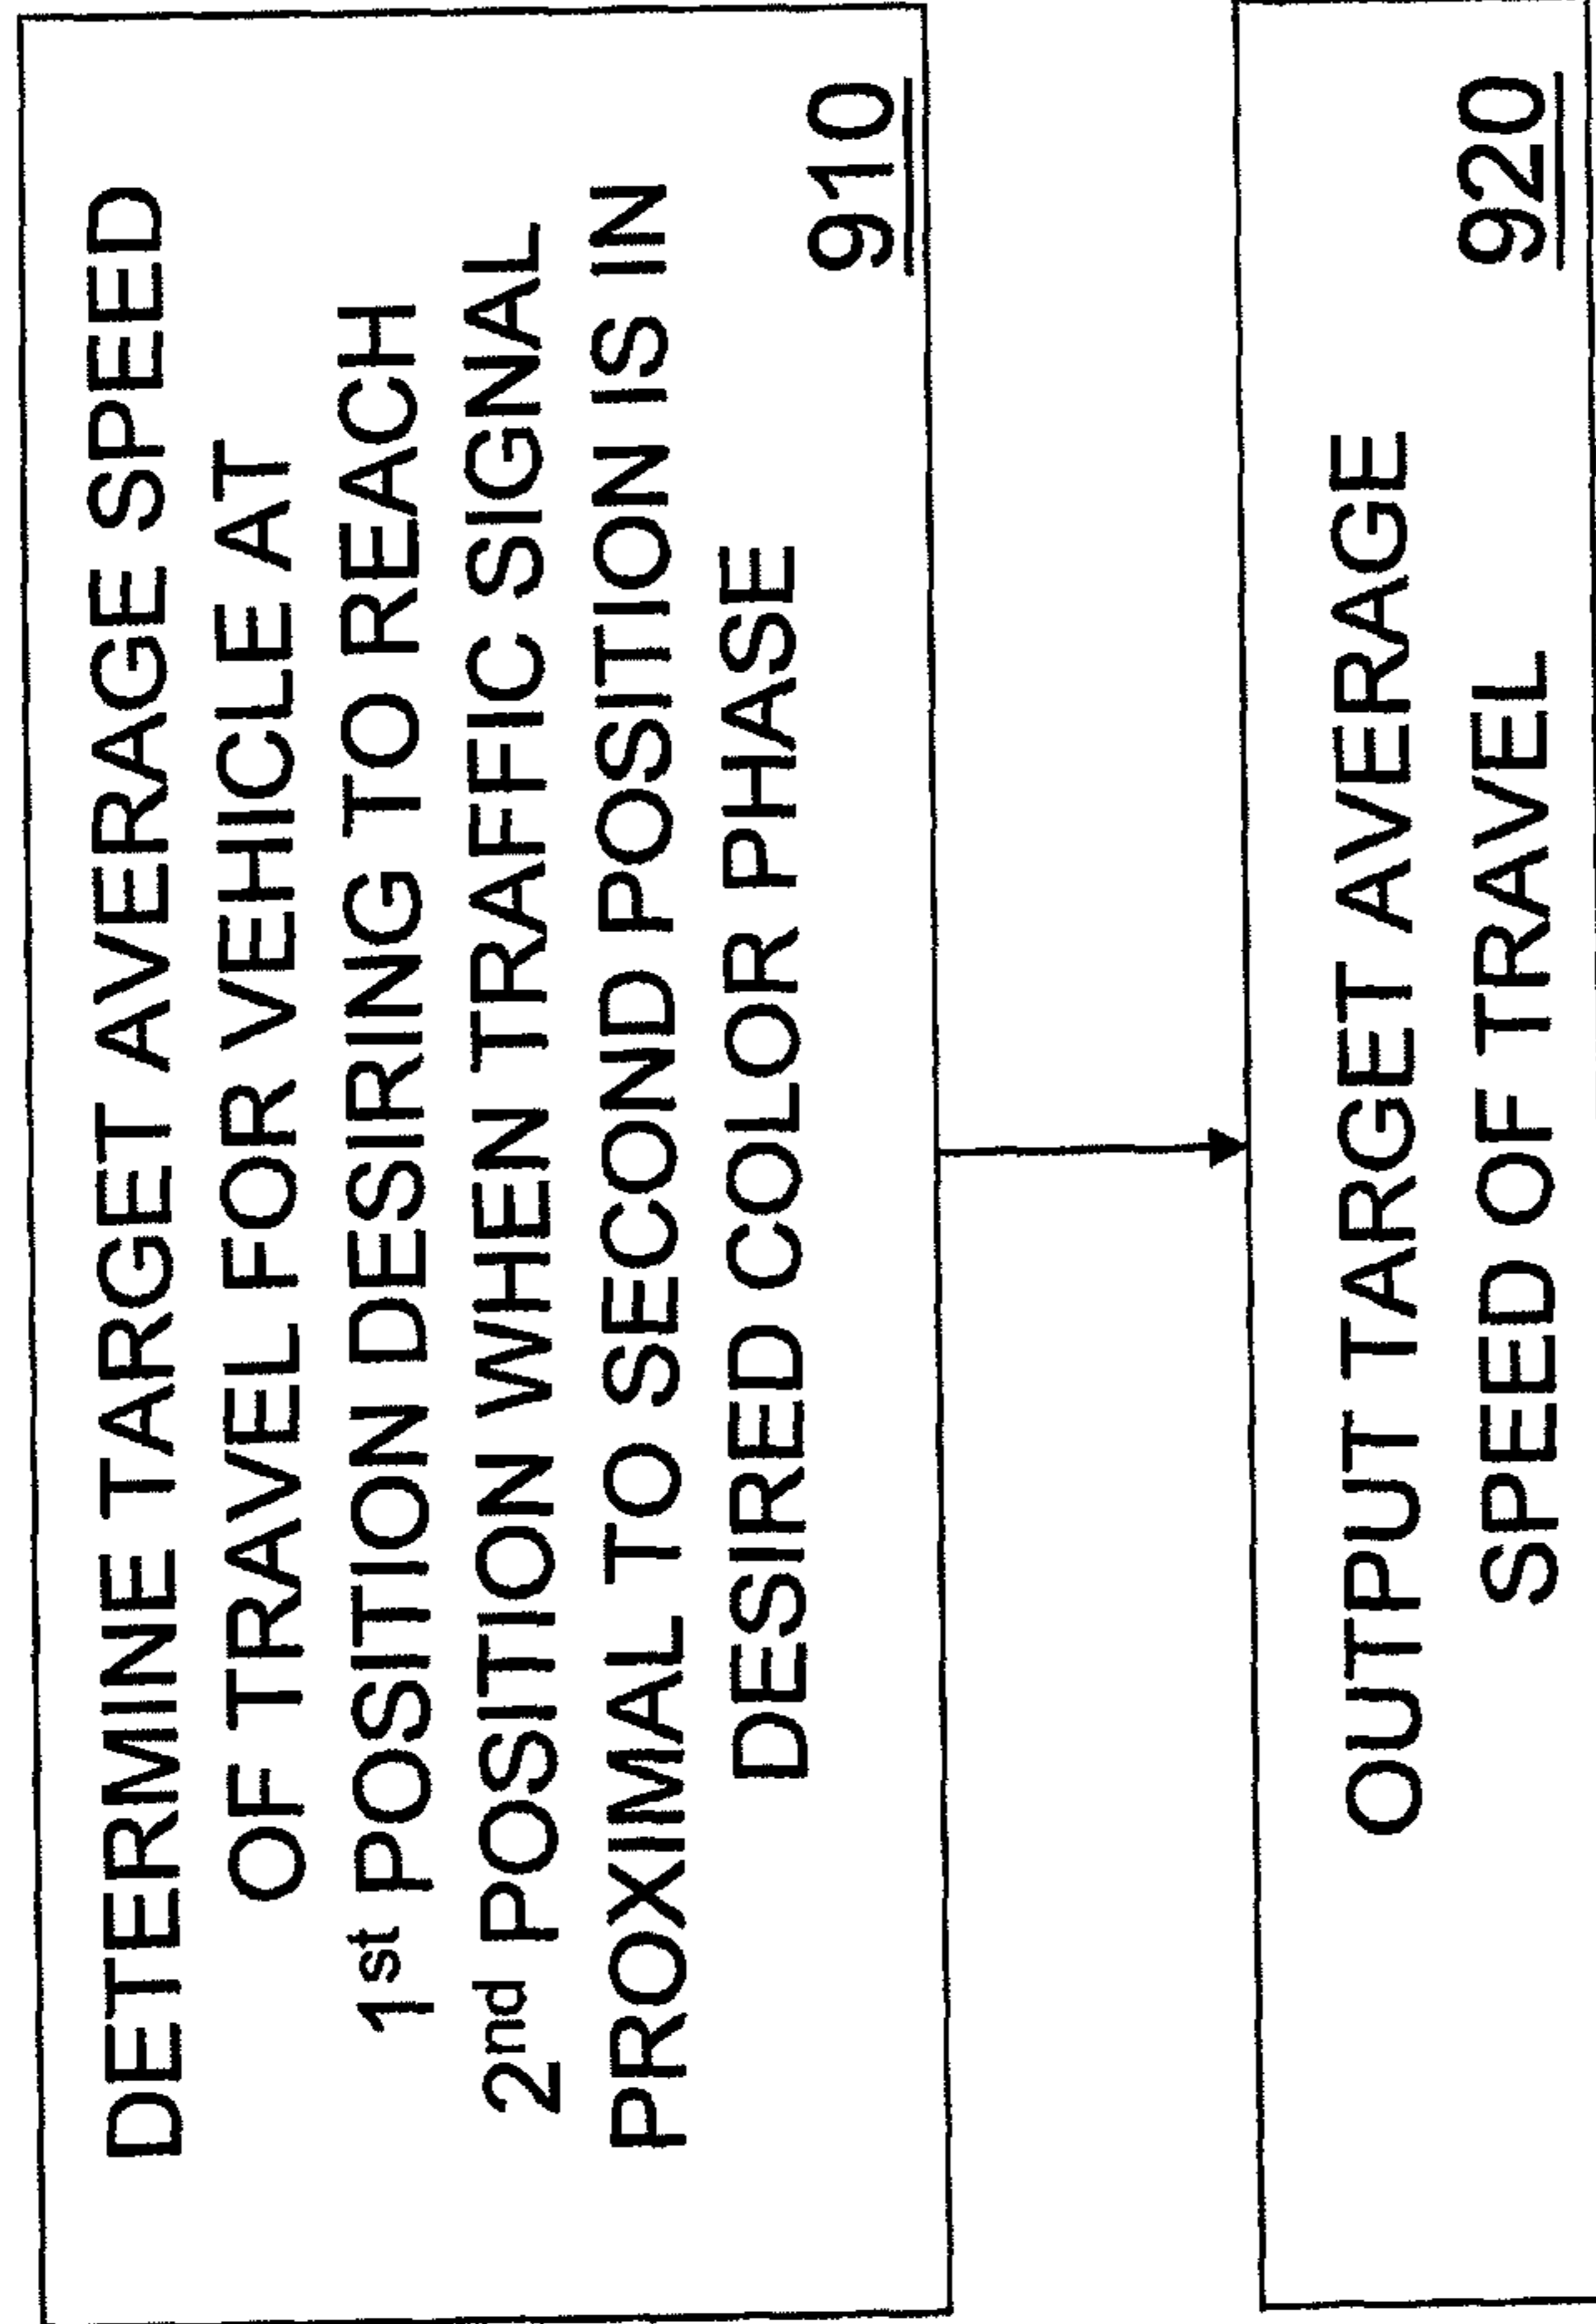 DETERMINE TARGET AVERAGE SPEED
OF TRAVEL FOR VEHICLE AT
1st POSITION DESIRING TO REACH
2nd POSITION WHEN TRAFFIC SIGNAL
PROXIMAL TO SECOND POSITION IS IN
DESIRED COLOR PHASE
910
OUTPUT TARGET AVERAGE
SPEED OF TRAVEL
920